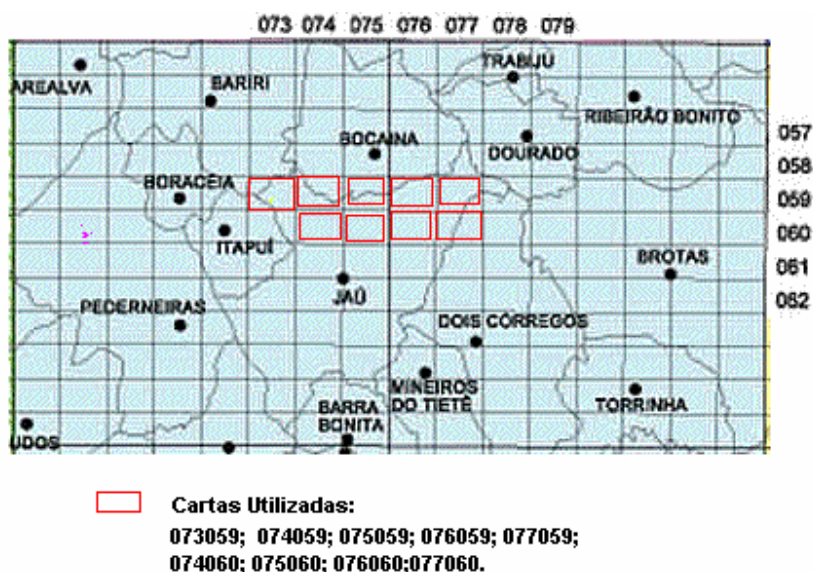 073 074 075 076 077 078 079
TRABIJU
AREALVA
BARIRI
RIBEIRÃO BONITO
057
BOCAINA
DOURADO
058
BORACÉIA
059
ITAPUÍ
060
BROTAS
061
JAÚ
062
PEDERNEIRAS
DOIS CÓRREGOS
MINEIROS
DO TIETÊ
TORRINHA
BARRA
BONITA
UDOS
Cartas Utilizadas:
073059; 074059; 075059; 076059; 077059;
074060; 075060; 076060;077060.